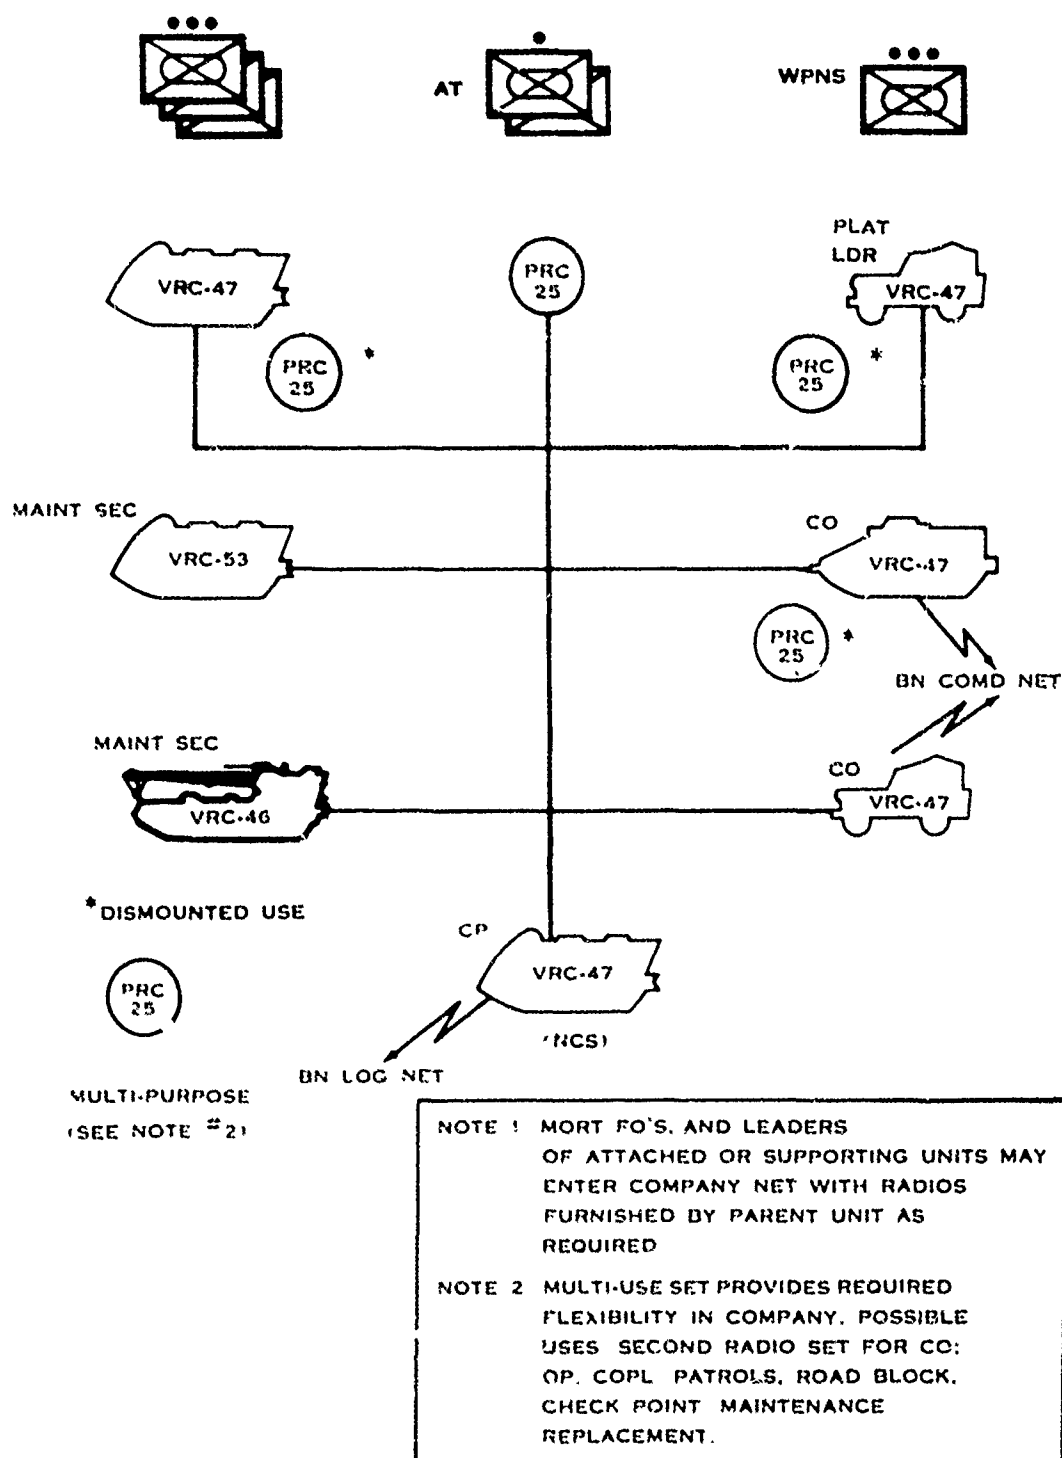 AT
WPNS
PLAT
LDR
VRC-47
PRC
25
VRC-47
PRC
25
*
PRC
25
*
MAINT SEC
VRC-53
CO
VRC-47
PRC
25
*
BN COMD NET
MAINT SEC
VRC-46
CO
VRC-47
*DISMOUNTED USE
CP
VRC-47
PRC
25
(NCS)
BN LOG NET
MULTI-PURPOSE
(SEE NOTE #2)
NOTE 1 MORT FO'S, AND LEADERS
OF ATTACHED OR SUPPORTING UNITS MAY
ENTER COMPANY NET WITH RADIOS
FURNISHED BY PARENT UNIT AS
REQUIRED
NOTE 2 MULTI-USE SET PROVIDES REQUIRED
FLEXIBILITY IN COMPANY. POSSIBLE
USES SECOND RADIO SET FOR CO;
OP. COPL PATROLS, ROAD BLOCK,
CHECK POINT MAINTENANCE
REPLACEMENT.